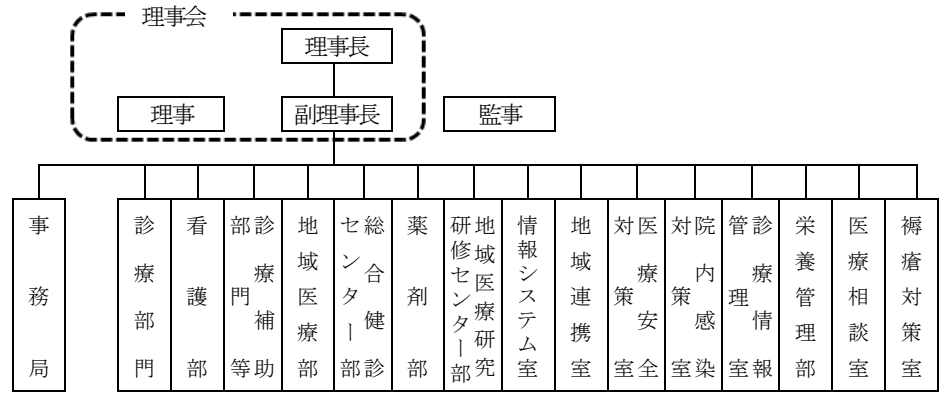 理事会
理事長
理事
副理事長
監事
事務局
診療部門
看護部
診療補助
部門等
地域医療部
総合健診
センター部
薬剤部
地域医療研究
研修センター部
情報システム室
地域連携室
医療安全
対策室
院内感染
対策室
診療情報
管理室
栄養管理部
医療相談室
褥瘡対策室